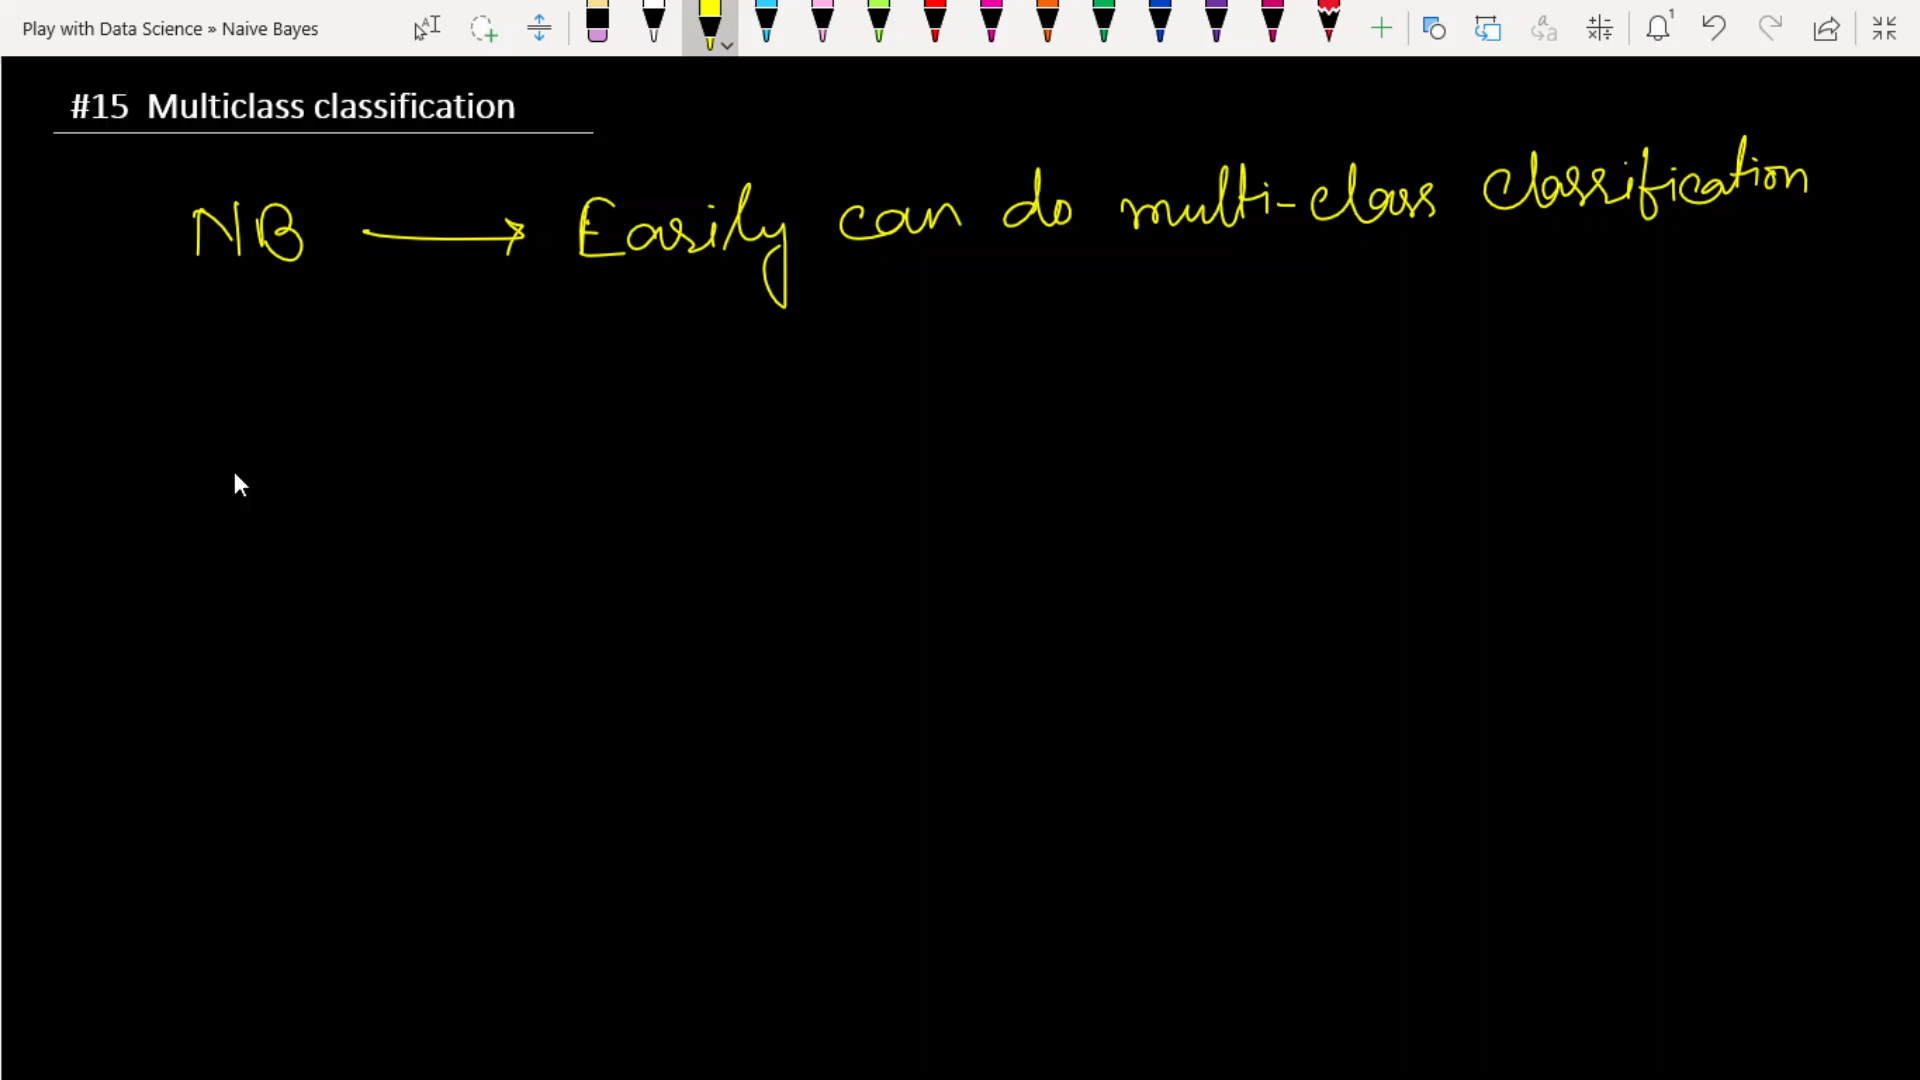 Play with Data Science » Naive Bayes
#15 Multiclass classification
NB → Easily can do multi-class classification